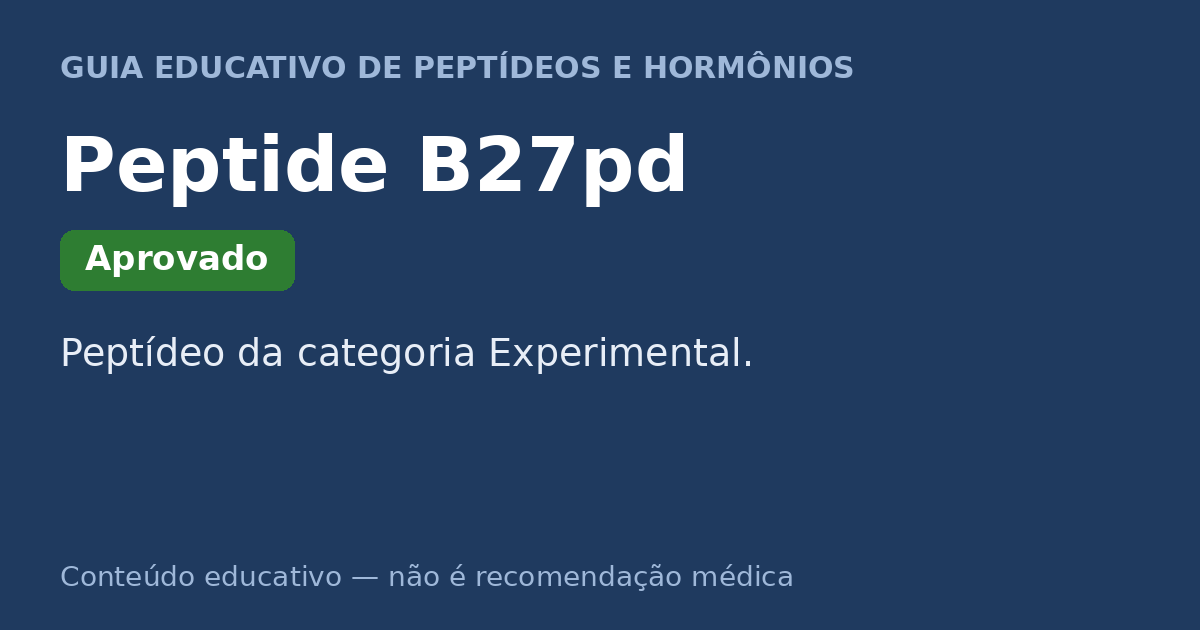 GUIA EDUCATIVO DE PEPTÍDEOS E HORMÔNIOS
Peptide B27pd
Aprovado
Peptídeo da categoria Experimental.
Conteúdo educativo — não é recomendação médica